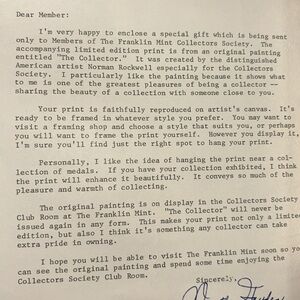 Dear Member:
I'm very happy to enclose a special gift which is being sent
only to Members of The Franklin Mint Collectors Society. The
accompanying limited edition print is from an original painting
entitled "The Collector." It was created by the distinguished
American artist Norman Rockwell especially for the Collectors
Society. I particularly like the painting because it shows what
to me is one of the greatest of pleasures of being a collector --
sharing the beauty of a collection with someone close to you.
Your print is faithfully reproduced on artist's canvas. It's
ready to be framed in whatever style you prefer. You may want to
visit a framing shop and choose a style that suits you, or perhaps
you will want to frame the print yourself. However you display it,
I'm sure you'll find just the right spot to hang your print.
Personally, I like the idea of hanging the print near a col-
lection of medals. If you have your collection exhibited, I think
the print will enhance it beautifully. It conveys so much of the
pleasure and warmth of collecting.
The original painting is on display in the Collectors Society
Club Room at The Franklin Mint. "The Collector" will never be
issued again in any form. This makes your print not only a limited
edition, but also I think it's something any collector can take
extra pride in owning.
I hope you will be able to visit The Franklin Mint soon so yo
can see the original painting and spend some time enjoying the
Collectors Society Club Room.
Sincerely,